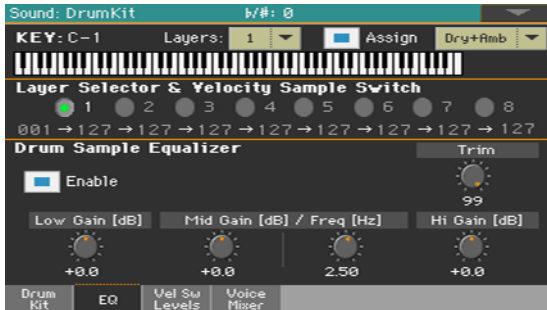 Sound: DrumKit ♭/#: 0
KEY: C-1 Layers: 1 Assign Dry+Amb
Layer Selector & Velocity Sample Switch
1 2 3 4 5 6 7 8
001 → 127 → 127 → 127 → 127 → 127 → 127 → 127 → 127
Drum Sample Equalizer Trim
Enable
99
Low Gain [dB] Mid Gain [dB] / Freq [Hz] Hi Gain [dB]
+0.0 +0.0 2.50 +0.0
Drum Kit EQ Vel Sw Levels Voice Mixer